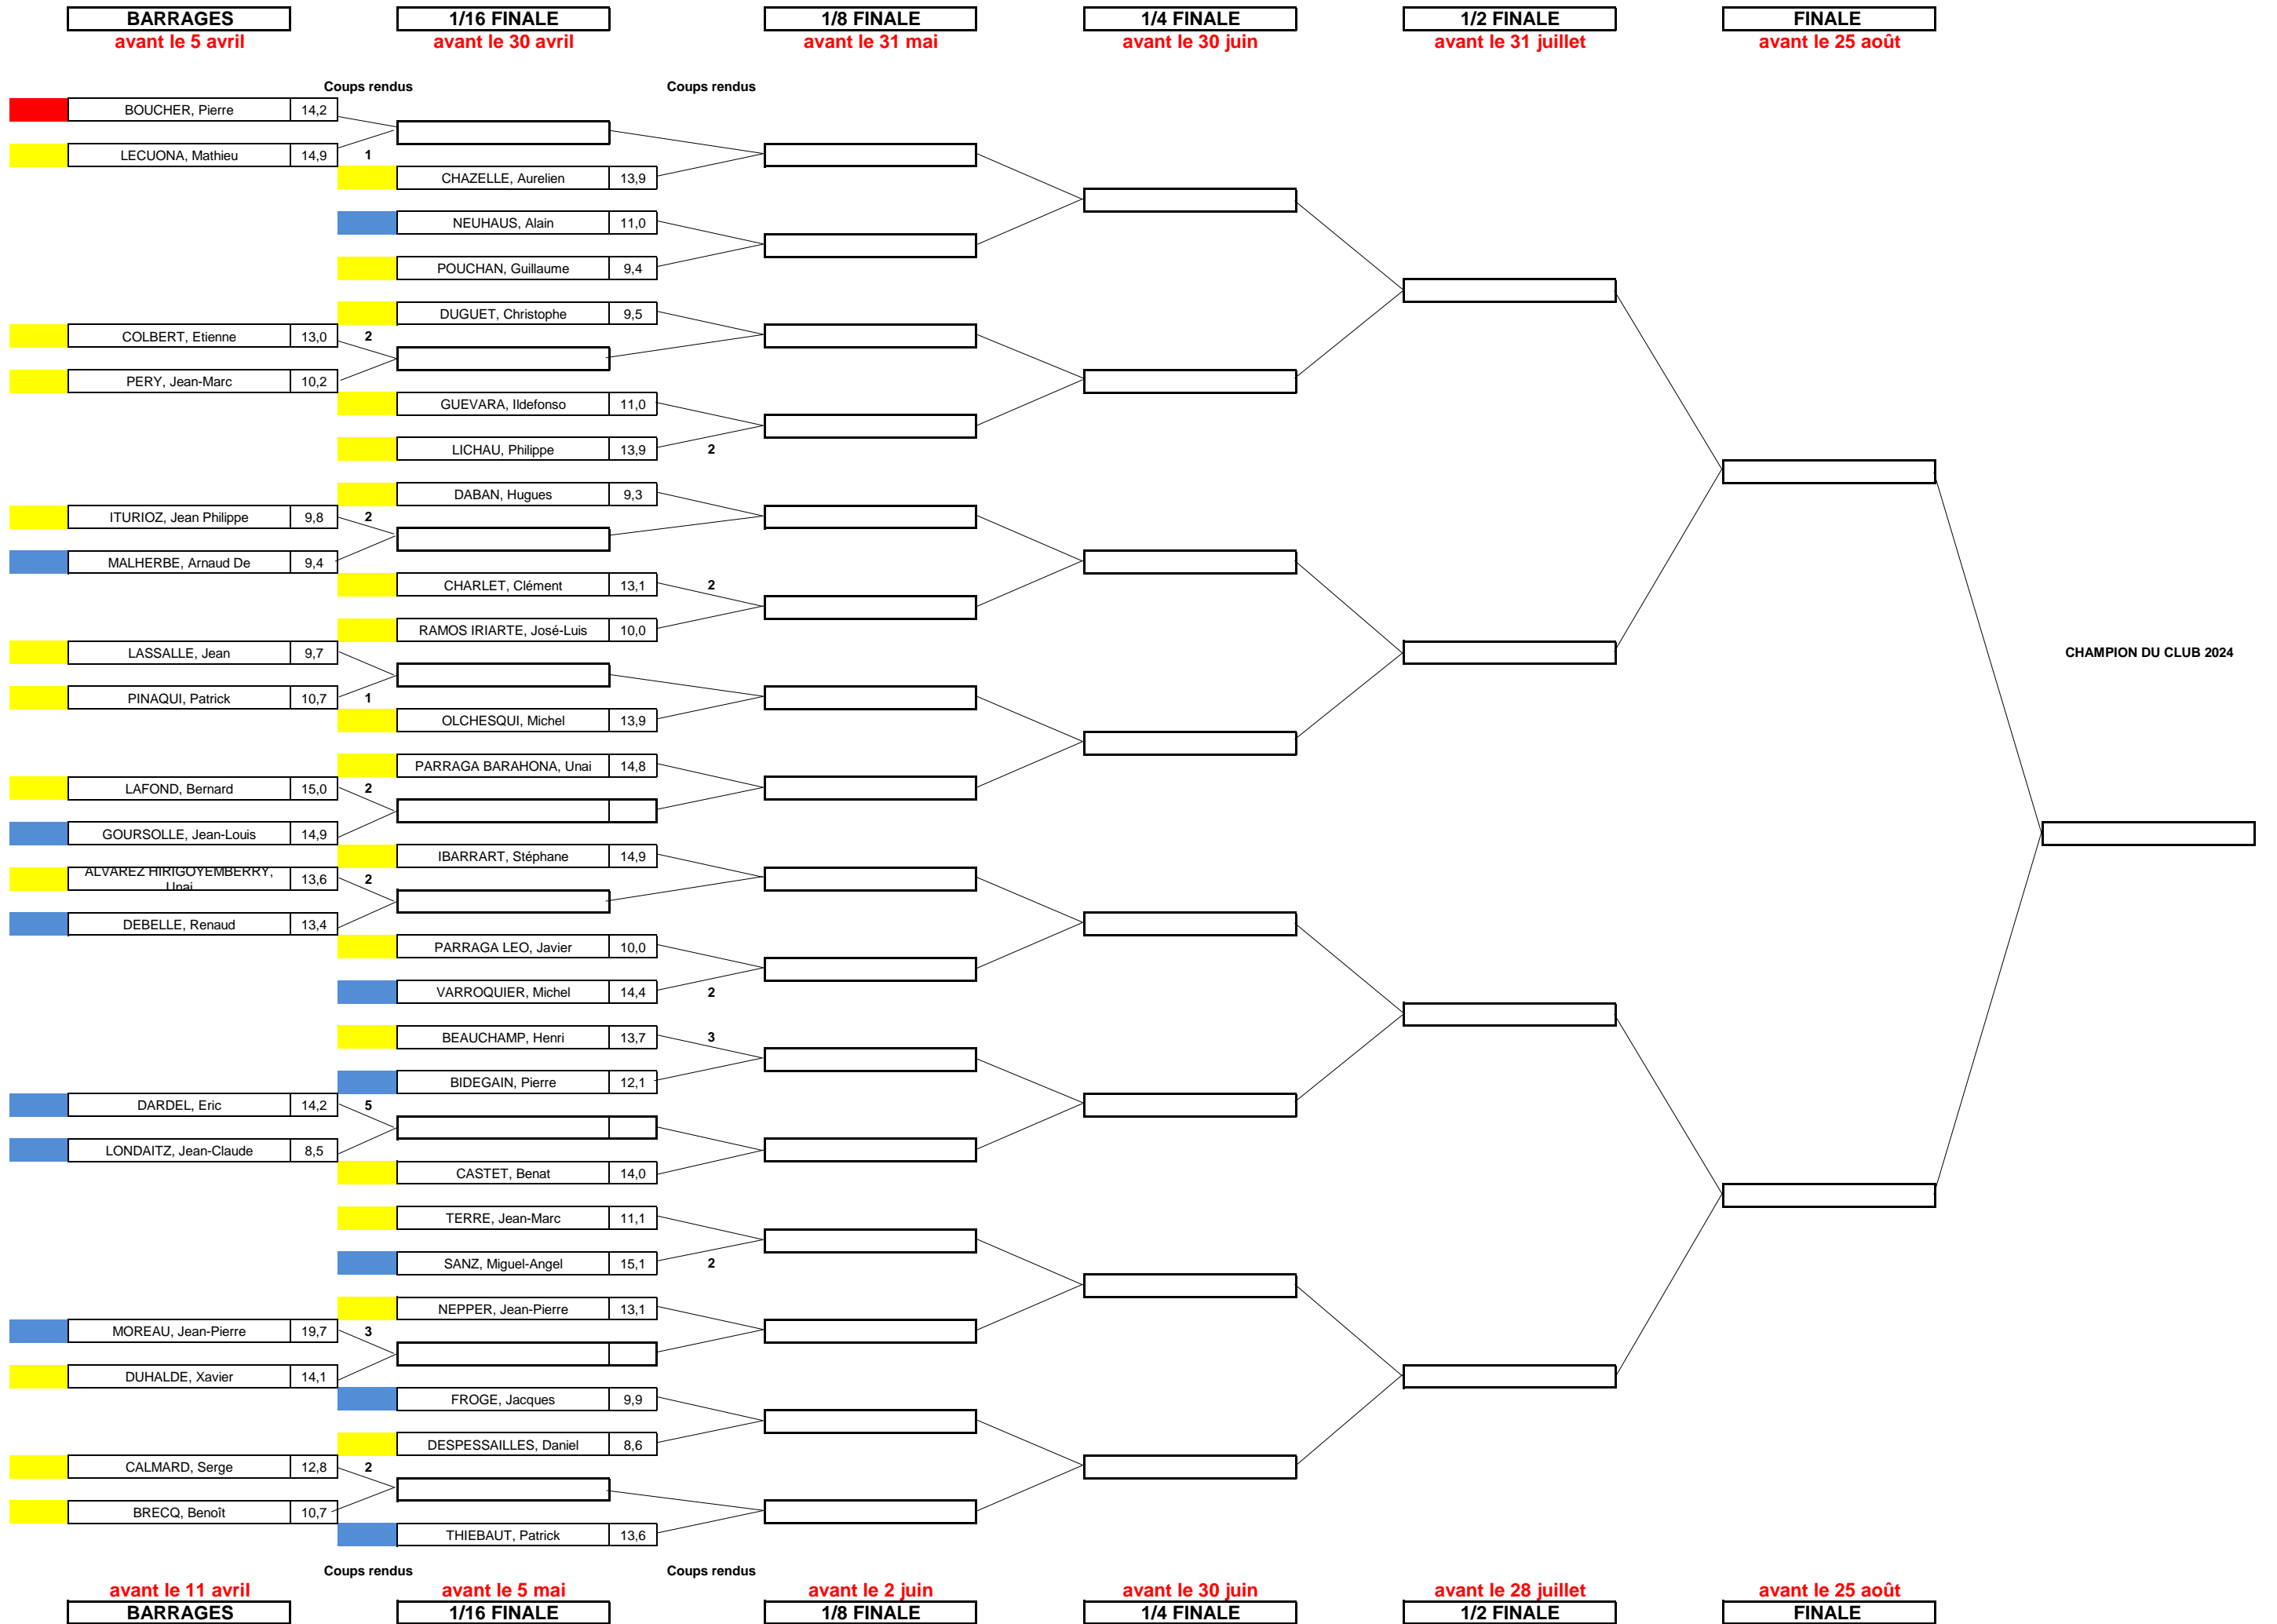 BARRAGES 1/16 FINALE 1/8 FINALE 1/4 FINALE 1/2 FINALE FINALE
avant le 5 avril avant le 30 avril avant le 31 mai avant le 30 juin avant le 31 juillet avant le 25 août
Coups rendus Coups rendus
BOUCHER, Pierre 14,2
LECUONA, Mathieu 14,9 1
CHAZELLE, Aurelien 13,9
NEUHAUS, Alain 11,0
POUCHAN, Guillaume 9,4
DUGUET, Christophe 9,5
COLBERT, Etienne 13,0 2
PERY, Jean-Marc 10,2
GUEVARA, Ildefonso 11,0
LICHAU, Philippe 13,9 2
DABAN, Hugues 9,3
ITURIOZ, Jean Philippe 9,8 2
MALHERBE, Arnaud De 9,4
CHARLET, Clément 13,1 2
RAMOS IRIARTE, José-Luis 10,0
LASSALLE, Jean 9,7
CHAMPION DU CLUB 2024
PINAQUI, Patrick 10,7 1
OLCHESQUI, Michel 13,9
PARRAGA BARAHONA, Unai 14,8
LAFOND, Bernard 15,0 2
GOURSOLLE, Jean-Louis 14,9
IBARRART, Stéphane 14,9
ALVAREZ HIRIGOYEMBERRY,
Unai 13,6 2
DEBELLE, Renaud 13,4
PARRAGA LEO, Javier 10,0
VARROQUIER, Michel 14,4 2
BEAUCHAMP, Henri 13,7 3
BIDEGAIN, Pierre 12,1
DARDEL, Eric 14,2 5
LONDAITZ, Jean-Claude 8,5
CASTET, Benat 14,0
TERRE, Jean-Marc 11,1
SANZ, Miguel-Angel 15,1 2
NEPPER, Jean-Pierre 13,1
MOREAU, Jean-Pierre 19,7 3
DUHALDE, Xavier 14,1
FROGE, Jacques 9,9
DESPESSAILLES, Daniel 8,6
CALMARD, Serge 12,8 2
BRECQ, Benoît 10,7
THIEBAUT, Patrick 13,6
Coups rendus Coups rendus
avant le 11 avril avant le 5 mai avant le 2 juin avant le 30 juin avant le 28 juillet avant le 25 août
BARRAGES 1/16 FINALE 1/8 FINALE 1/4 FINALE 1/2 FINALE FINALE